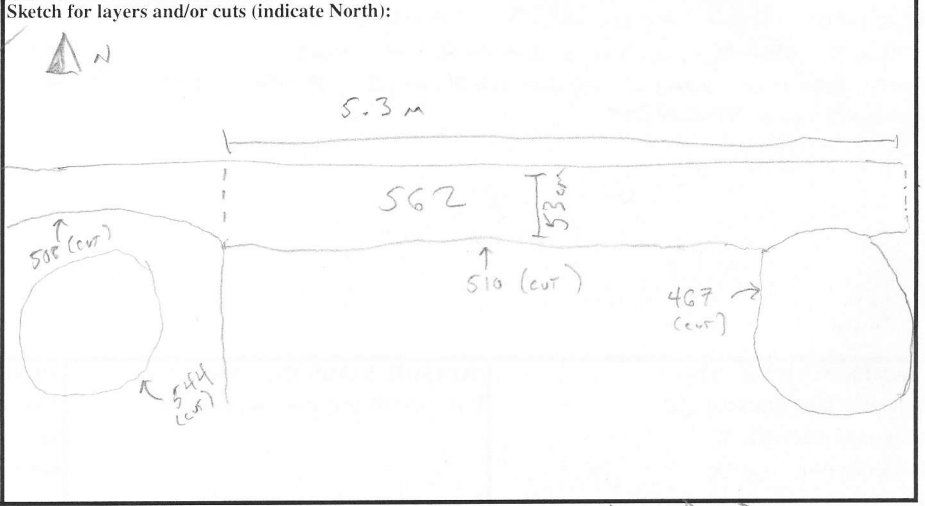 Sketch for layers and/or cuts (indicate North):
N
5.3 m
562
53 cm
508 (cut)
510 (cut)
467
(cut)
544
(cut)